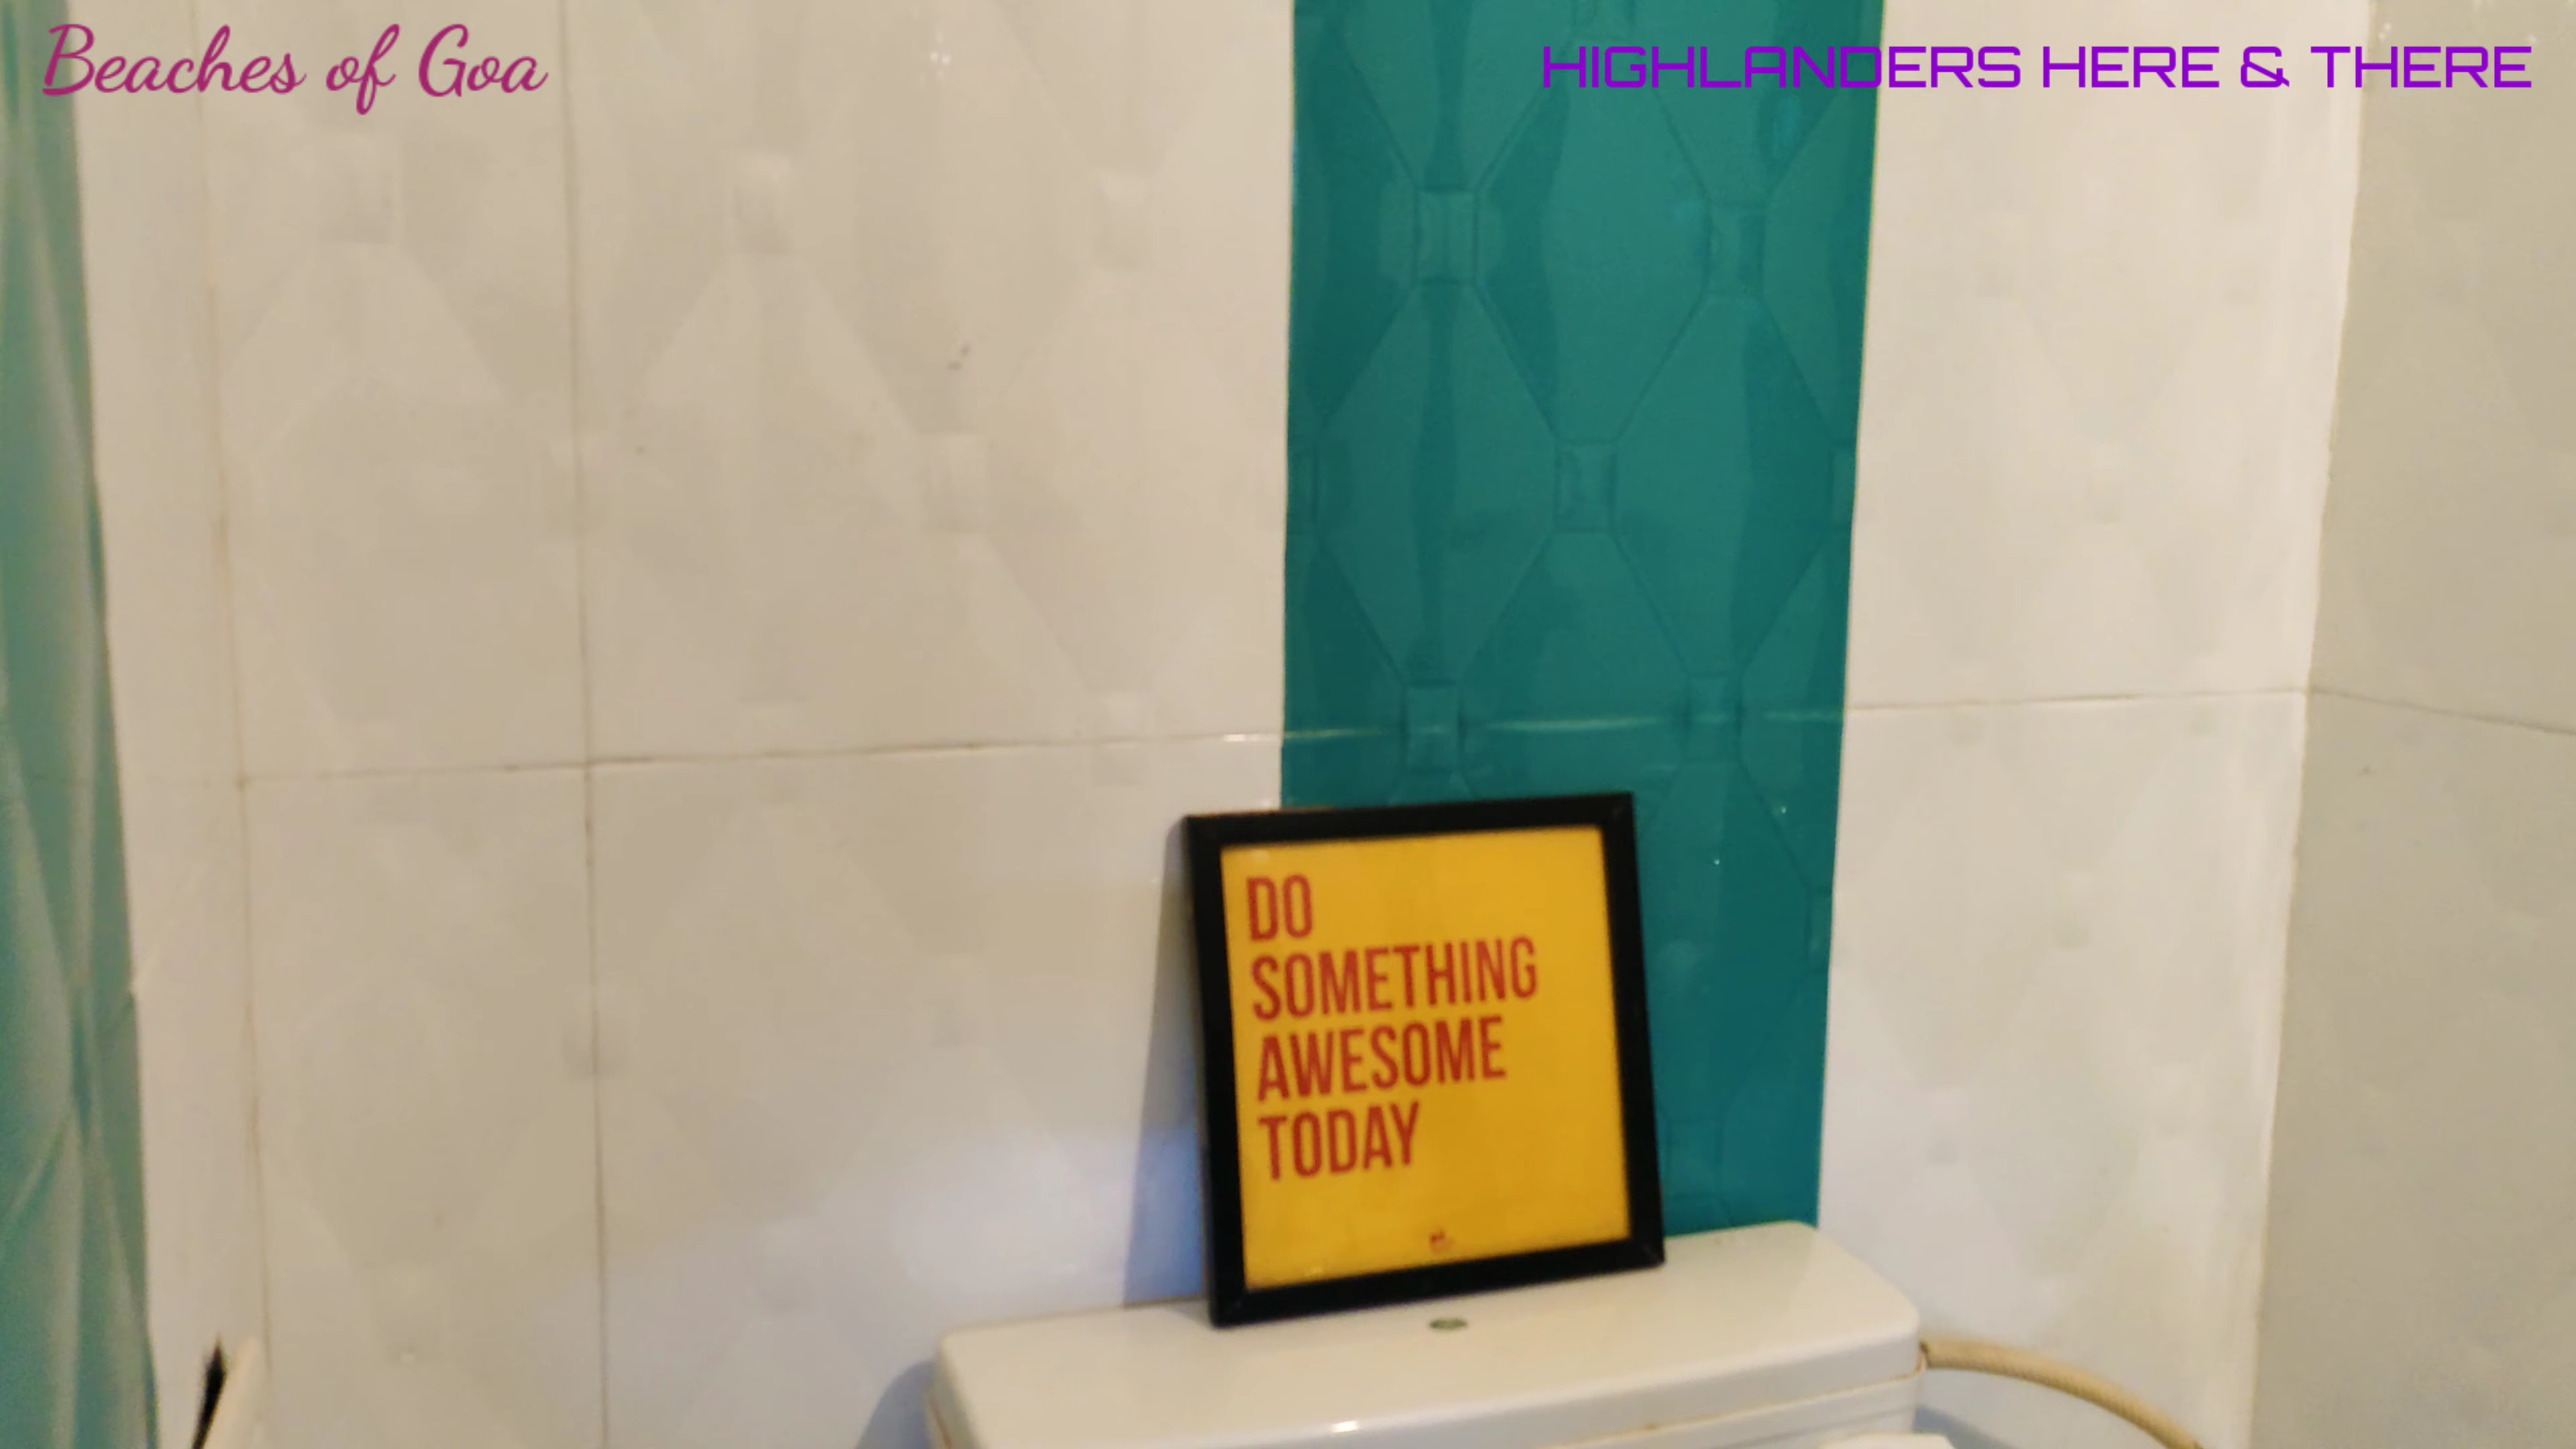 Beaches of Goa
HIGHLANDERS HERE & THERE
DO
SOMETHING
AWESOME
TODAY